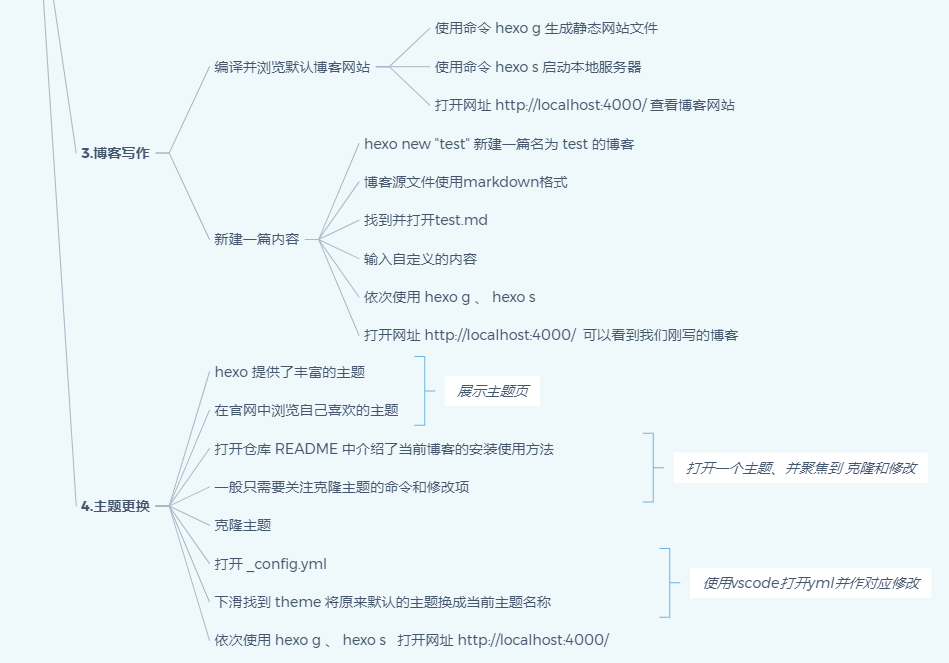 3.博客写作
编译并浏览默认博客网站
使用命令 hexo g 生成静态网站文件
使用命令 hexo s 启动本地服务器
打开网址 http://localhost:4000/ 查看博客网站
新建一篇内容
hexo new "test" 新建一篇名为 test 的博客
博客源文件使用markdown格式
找到并打开test.md
输入自定义的内容
依次使用 hexo g 、 hexo s
打开网址 http://localhost:4000/ 可以看到我们刚写的博客
4.主题更换
hexo 提供了丰富的主题
在官网中浏览自己喜欢的主题
展示主题页
打开仓库 README 中介绍了当前博客的安装使用方法
一般只需要关注克隆主题的命令和修改项
打开一个主题、并聚焦到 克隆和修改
克隆主题
打开 _config.yml
下滑找到 theme 将原来默认的主题换成当前主题名称
使用vscode打开yml并作对应修改
依次使用 hexo g 、 hexo s 打开网址 http://localhost:4000/